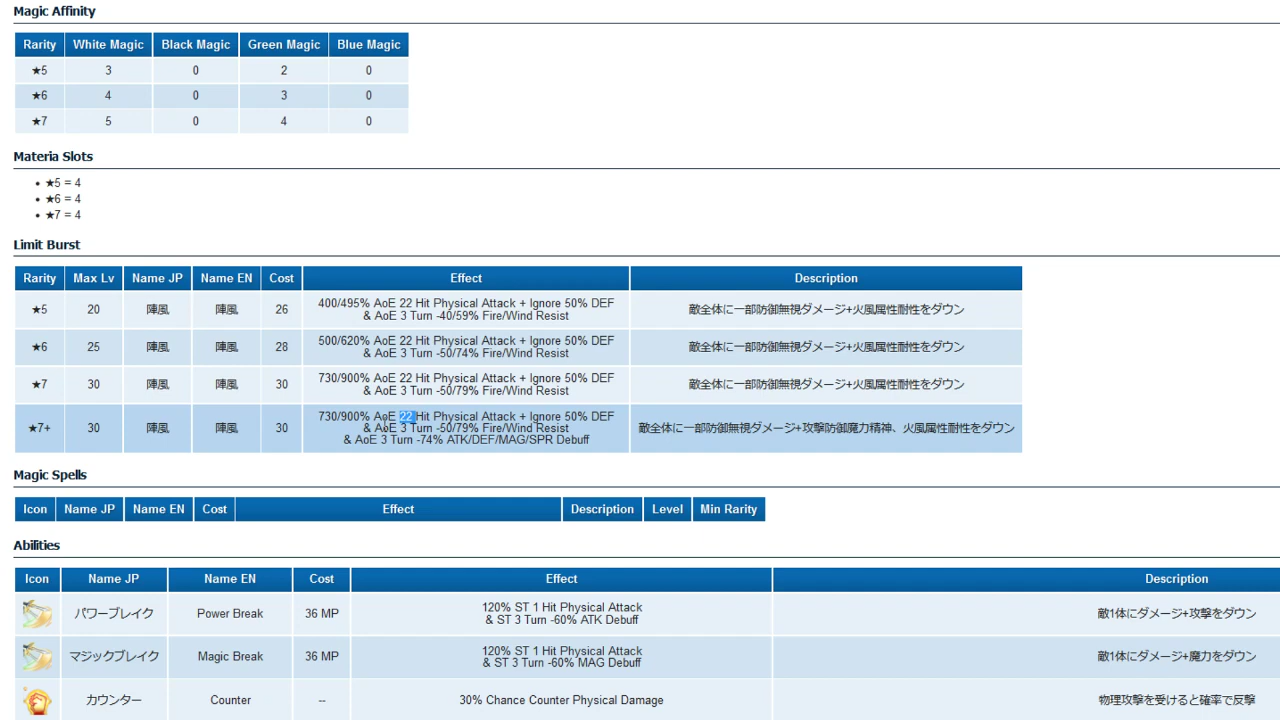 Magic Affinity
Rarity White Magic Black Magic Green Magic Blue Magic
★5 3 0 2 0
★6 4 0 3 0
★7 5 0 4 0
Materia Slots
• ★5 = 4
• ★6 = 4
• ★7 = 4
Limit Burst
Rarity Max Lv Name JP Name EN Cost Effect Description
★5 20 陣風 陣風 26 400/495% AoE 22 Hit Physical Attack + Ignore 50% DEF
& AoE 3 Turn -40/59% Fire/Wind Resist 敵全体に一部防御無視ダメージ+火風属性耐性をダウン
★6 25 陣風 陣風 28 500/620% AoE 22 Hit Physical Attack + Ignore 50% DEF
& AoE 3 Turn -50/74% Fire/Wind Resist 敵全体に一部防御無視ダメージ+火風属性耐性をダウン
★7 30 陣風 陣風 30 730/900% AoE 22 Hit Physical Attack + Ignore 50% DEF
& AoE 3 Turn -50/79% Fire/Wind Resist 敵全体に一部防御無視ダメージ+火風属性耐性をダウン
★7+ 30 陣風 陣風 30 730/900% AoE 22 Hit Physical Attack + Ignore 50% DEF
& AoE 3 Turn -50/79% Fire/Wind Resist
& AoE 3 Turn -74% ATK/DEF/MAG/SPR Debuff 敵全体に一部防御無視ダメージ+攻撃防御魔力精神、火風属性耐性をダウン
Magic Spells
Icon Name JP Name EN Cost Effect Description Level Min Rarity
Abilities
Icon Name JP Name EN Cost Effect Description
パワーブレイク Power Break 36 MP 120% ST 1 Hit Physical Attack
& ST 3 Turn -60% ATK Debuff 敵1体にダメージ+攻撃をダウン
マジックブレイク Magic Break 36 MP 120% ST 1 Hit Physical Attack
& ST 3 Turn -60% MAG Debuff 敵1体にダメージ+魔力をダウン
カウンター Counter -- 30% Chance Counter Physical Damage 物理攻撃を受けると確率で反撃